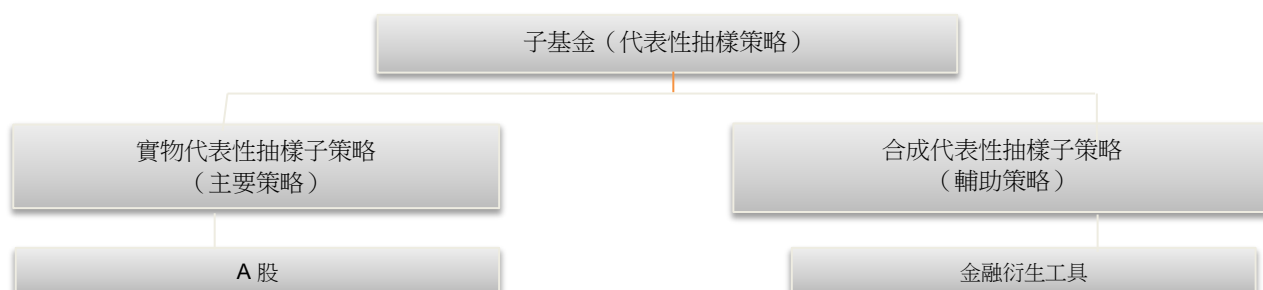 子基金（代表性抽樣策略）
實物代表性抽樣子策略
（主要策略）
合成代表性抽樣子策略
（輔助策略）
A 股
金融衍生工具